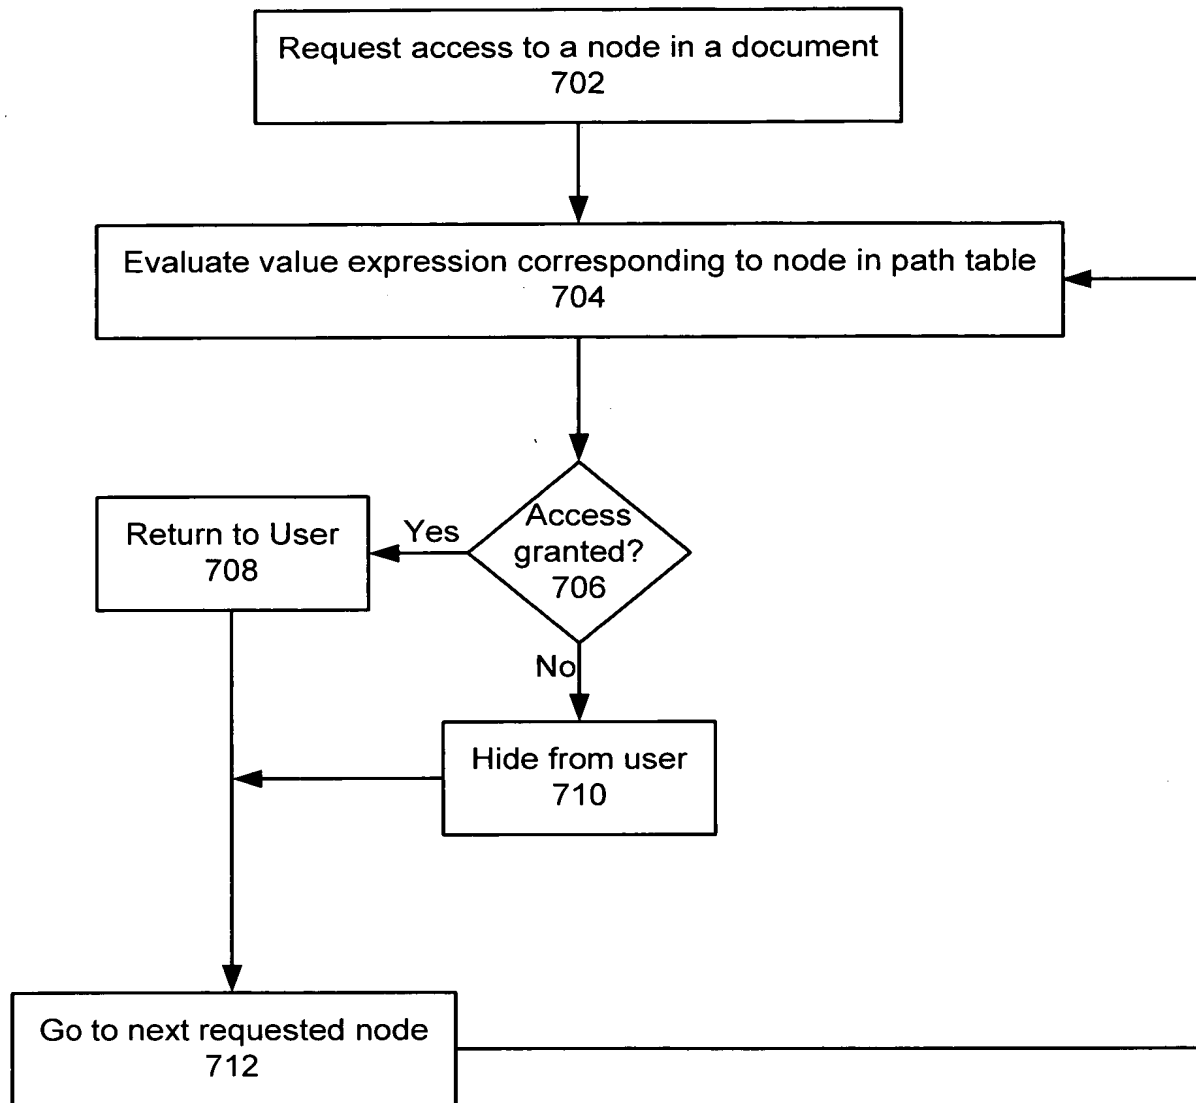 Request access to a node in a document
702
Evaluate value expression corresponding to node in path table
704
Access
granted?
706
Yes
Return to User
708
No
Hide from user
710
Go to next requested node
712